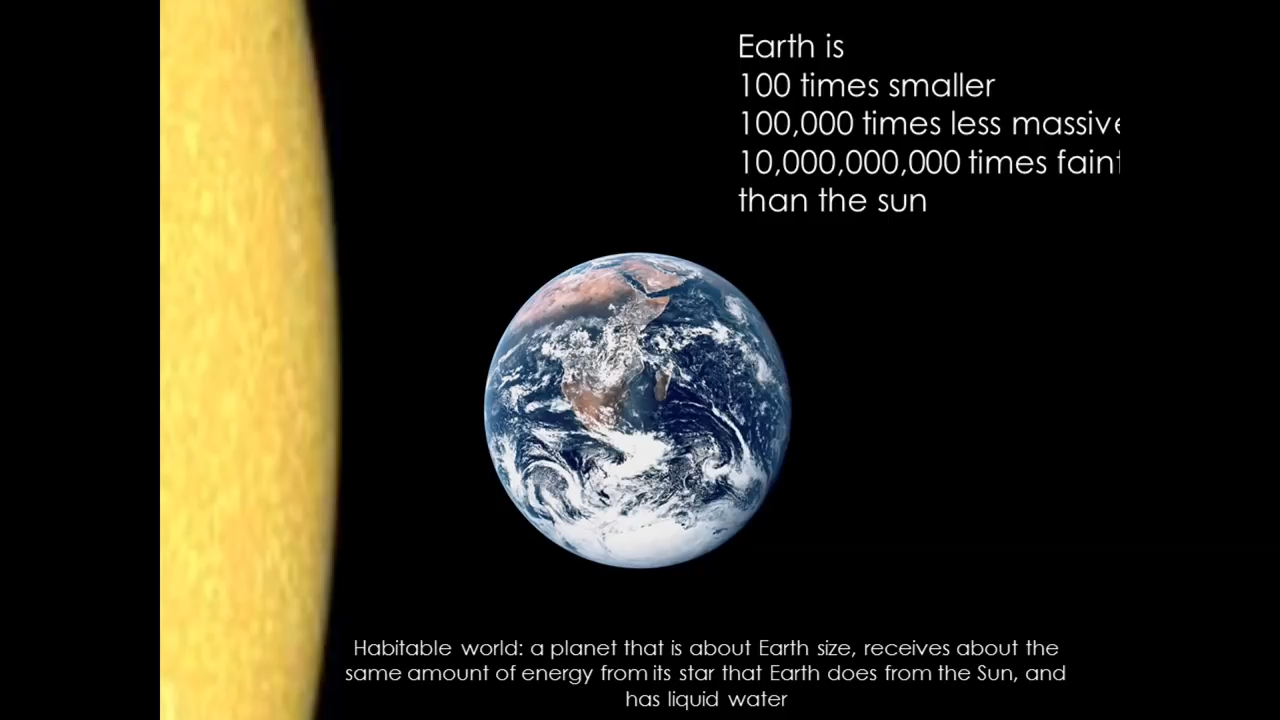 Earth is
100 times smaller
100,000 times less massive
10,000,000,000 times faint
than the sun
Habitable world: a planet that is about Earth size, receives about the
same amount of energy from its star that Earth does from the Sun, and
has liquid water